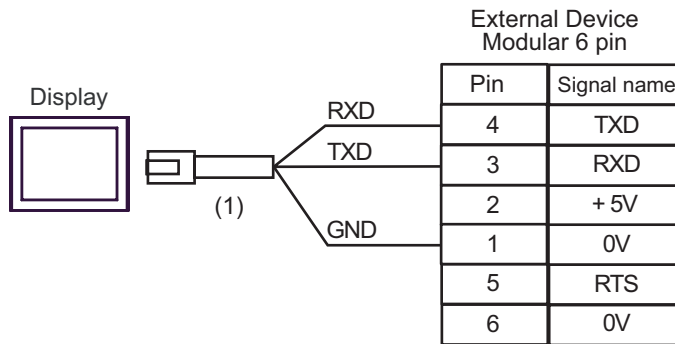 External Device
Modular 6 pin
Display
(1)
RXD
TXD
GND
Pin Signal name
4 TXD
3 RXD
2 + 5V
1 0V
5 RTS
6 0V